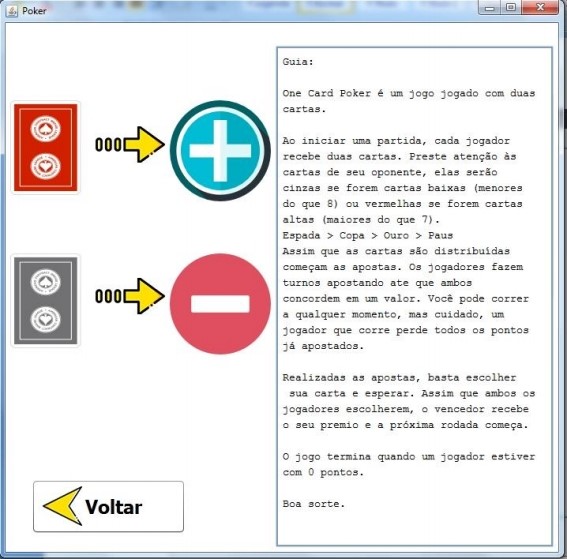 Poker
Guia:
One Card Poker é um jogo jogado com duas
cartas.
Ao iniciar uma partida, cada jogador
recebe duas cartas. Preste atenção às
cartas de seu oponente, elas serão
cinzas se forem cartas baixas (menores
do que 8) ou vermelhas se forem cartas
altas (maiores do que 7).
Espada > Copa > Ouro > Paus
Assim que as cartas são distribuídas
começam as apostas. Os jogadores fazem
turnos apostando ate que ambos
concordem em um valor. Você pode correr
a qualquer momento, mas cuidado, um
jogador que corre perde todos os pontos
já apostados.
Realizadas as apostas, basta escolher
sua carta e esperar. Assim que ambos os
jogadores escolherem, o vencedor recebe
o seu premio e a próxima rodada começa.
O jogo termina quando um jogador estiver
com 0 pontos.
Boa sorte.
Voltar